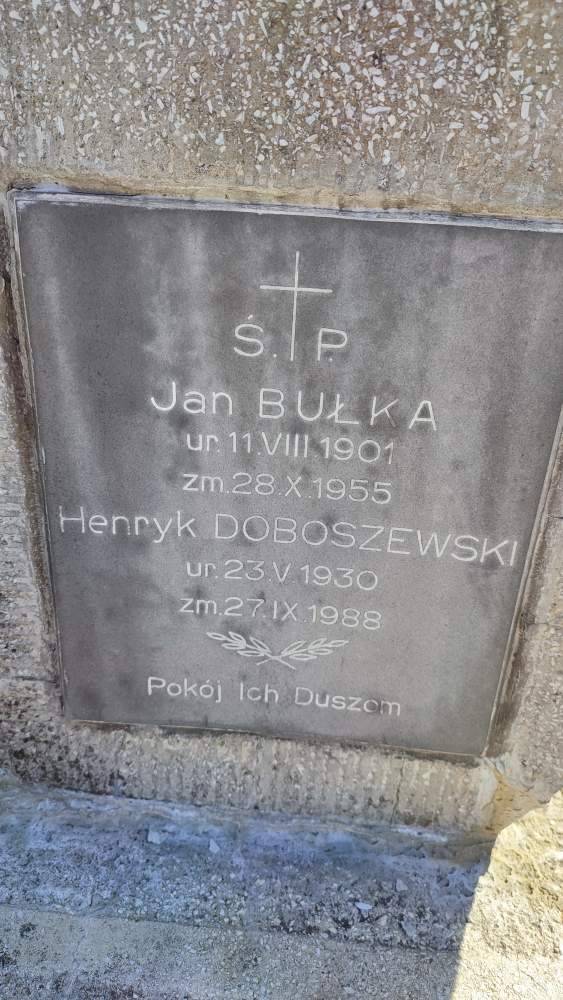 Ś. P.
Jan BUŁKA
ur. 11.VIII 1901
zm. 28.X.1955
Henryk DOBOSZEWSKI
ur. 23.V.1930
zm. 27.IX.1988
Pokój Ich Duszom